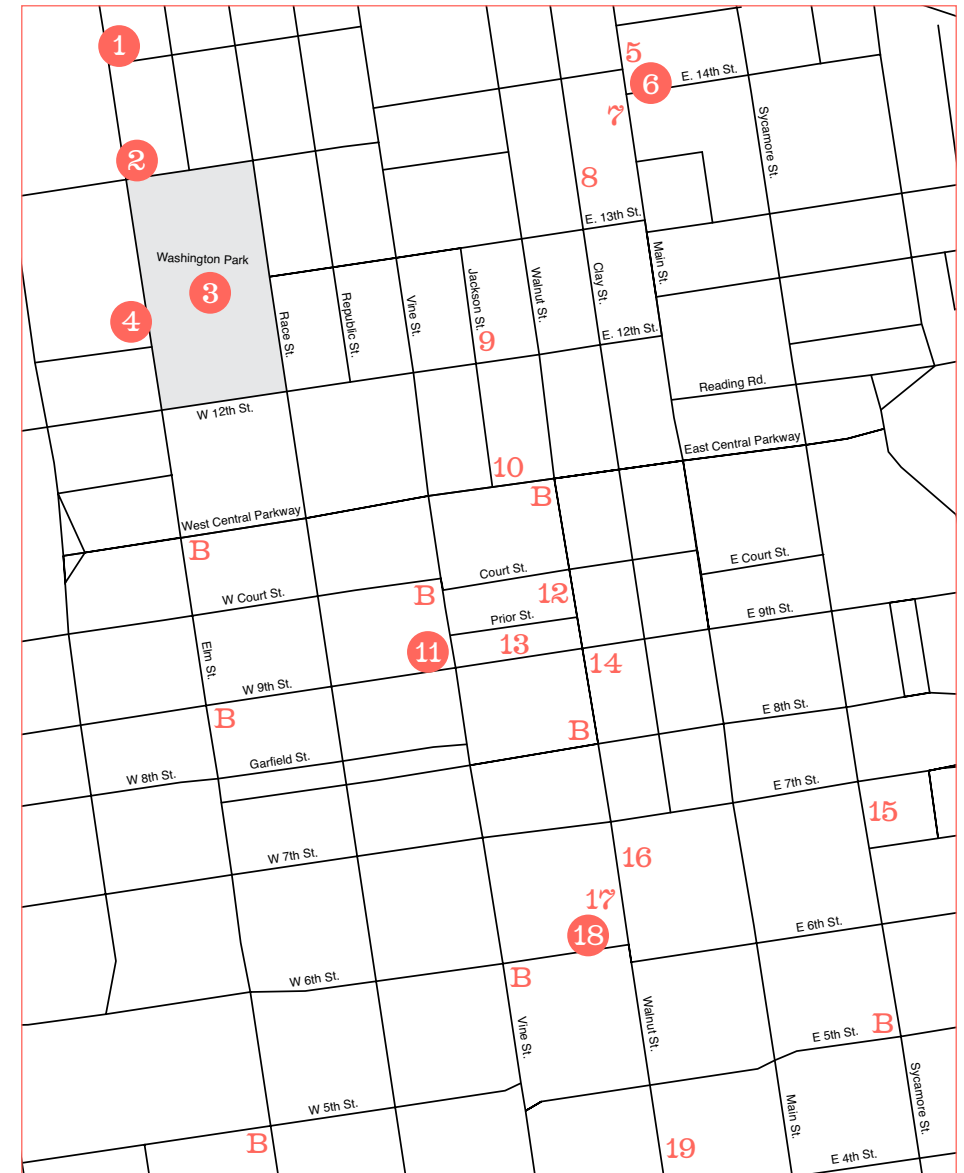 1
5
6
E. 14th St.
7
Sycamore St.
2
8
E. 13th St.
Washington Park
3
Main St.
Clay St.
Walnut St.
Jackson St.
Vine St.
Republic St.
Race St.
4
9
E. 12th St.
Reading Rd.
W 12th St.
East Central Parkway
10
B
West Central Parkway
B
E Court St.
Court St.
W Court St.
B
12
Prior St.
E 9th St.
13
11
14
Elm St.
W 9th St.
B
E 8th St.
B
Garfield St.
W 8th St.
E 7th St.
15
W 7th St.
16
17
18
E 6th St.
W 6th St.
B
Walnut St.
Vine St.
B
E 5th St.
Sycamore St.
Main St.
W 5th St.
B
19
E 4th St.